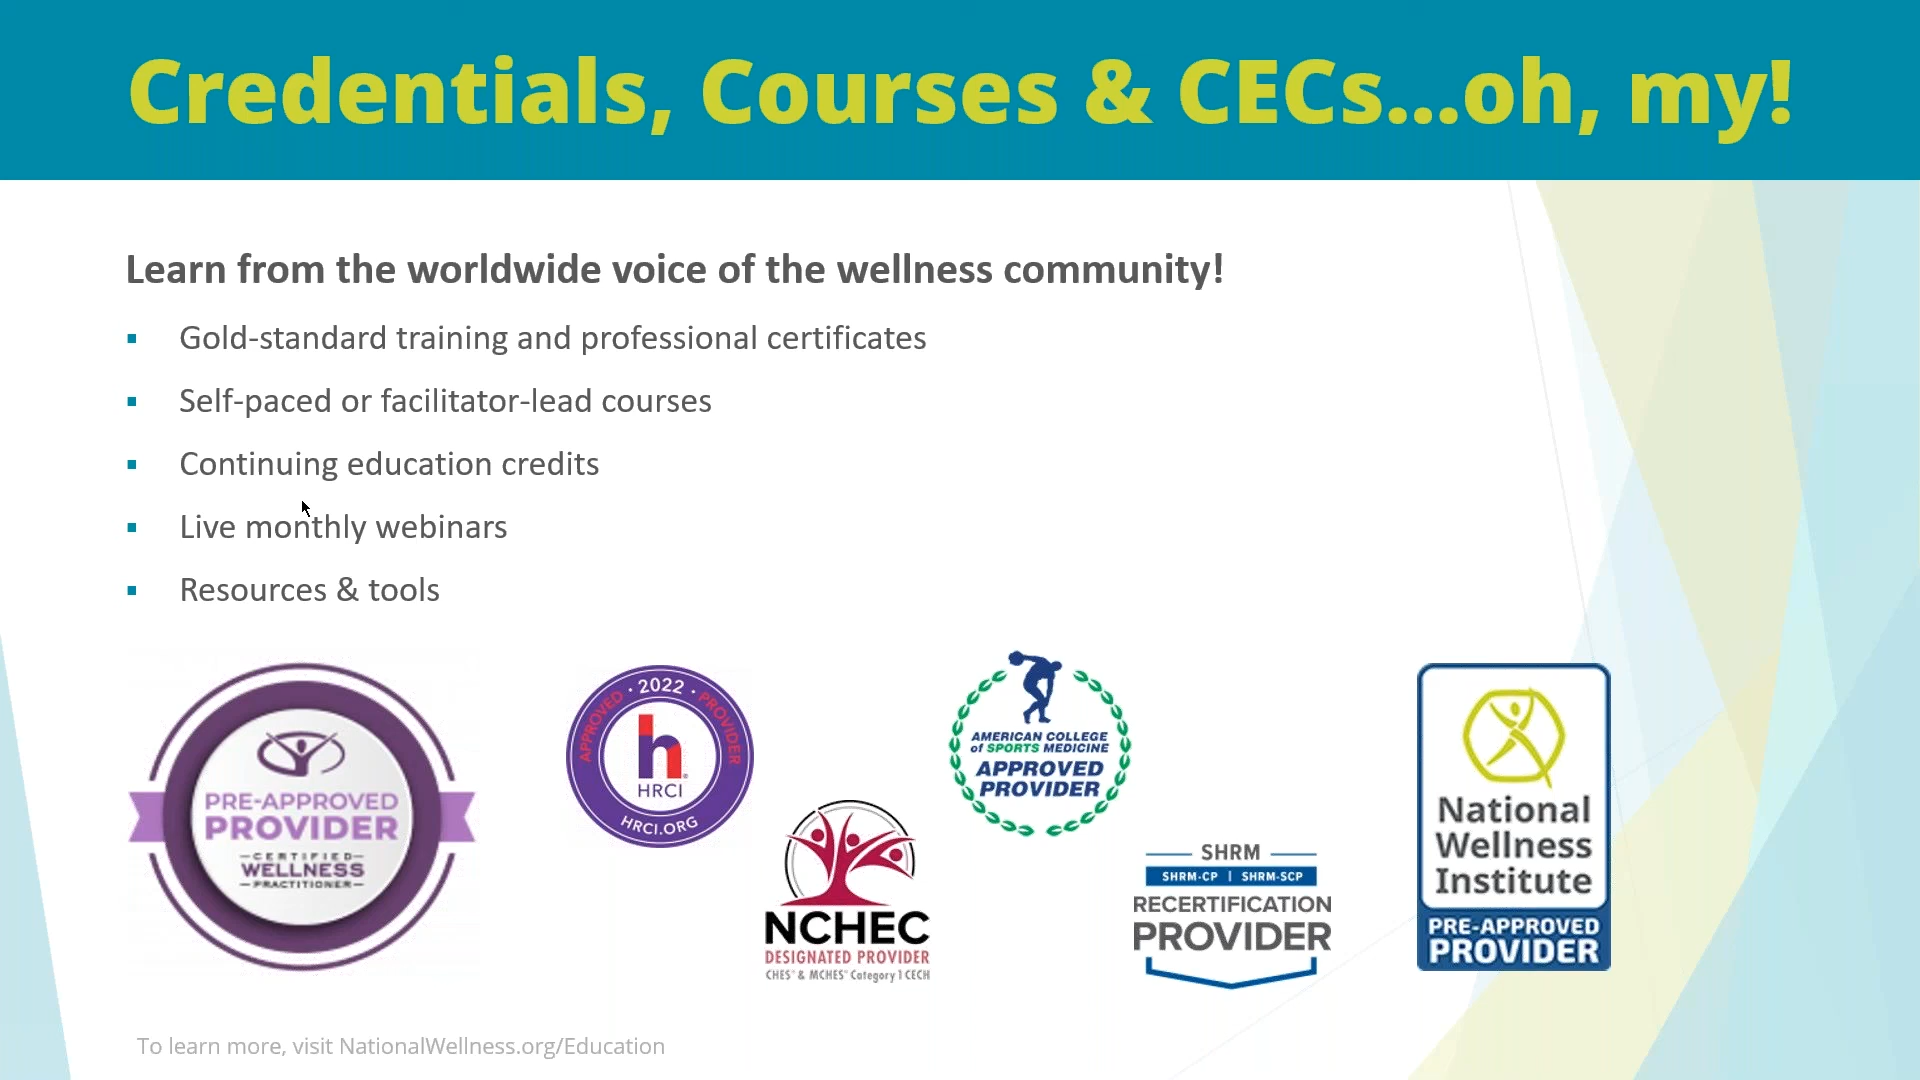 Credentials, Courses & CECs...oh, my!
Learn from the worldwide voice of the wellness community!
Gold-standard training and professional certificates
Self-paced or facilitator-lead courses
Continuing education credits
Live monthly webinars
Resources & tools
PRE-APPROVED
PROVIDER
CERTIFIED
WELLNESS
PRACTITIONER
APPROVED · 2022 · PROVIDER
h
HRCI
HRCI.ORG
NCHEC
DESIGNATED PROVIDER
CHES™ & MCHES™ Category 1 CECH
AMERICAN COLLEGE
of SPORTS MEDICINE
APPROVED
PROVIDER
SHRM
SHRM-CP | SHRM-SCP
RECERTIFICATION
PROVIDER
National
Wellness
Institute
PRE-APPROVED
PROVIDER
To learn more, visit NationalWellness.org/Education